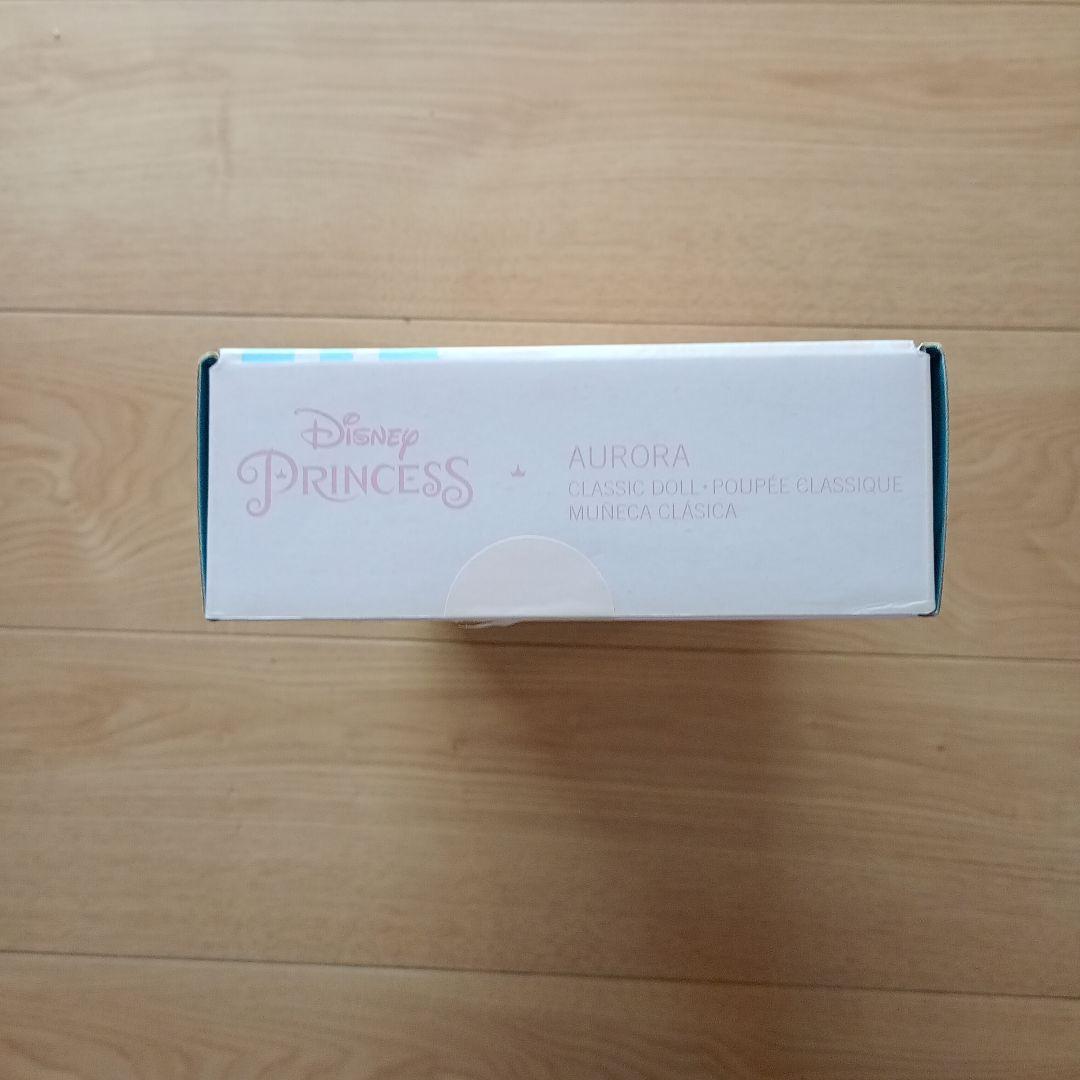 Disney
PRINCESS
AURORA
CLASSIC DOLL • POUPÉE CLASSIQUE
MUÑECA CLÁSICA